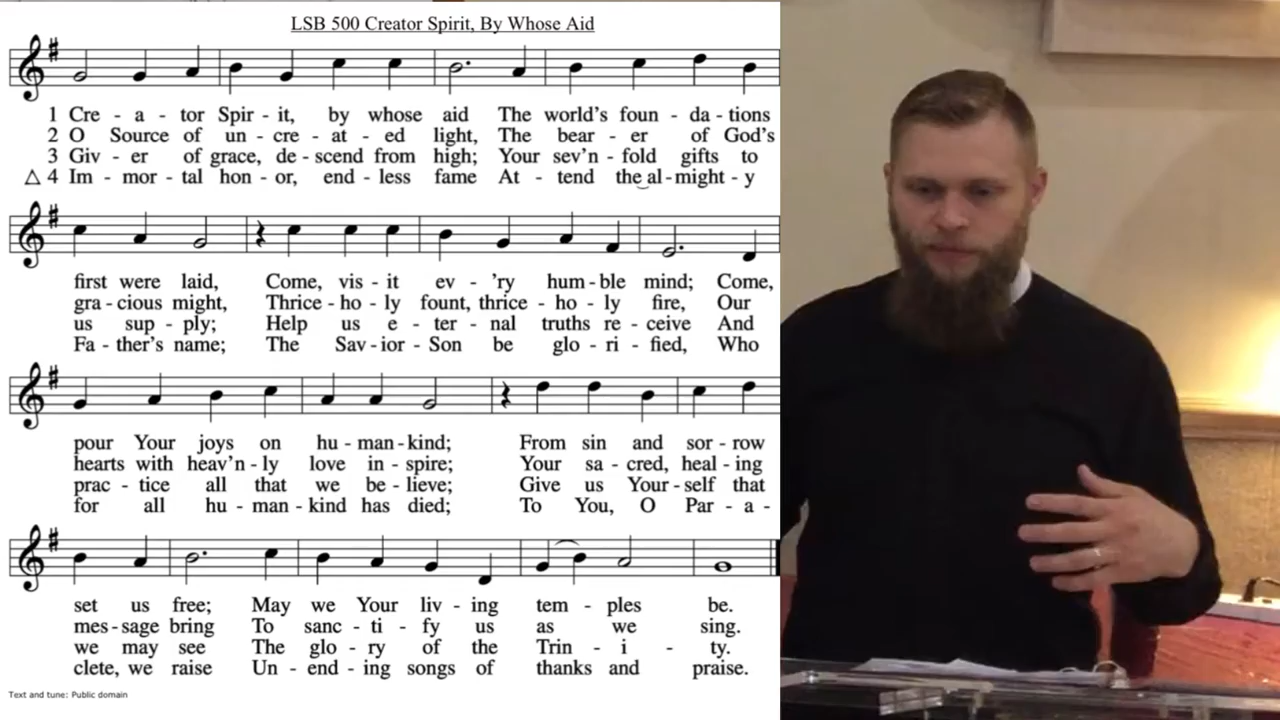 LSB 500 Creator Spirit, By Whose Aid
1 Cre - a - tor Spir - it, by whose aid The world's foun - da - tions
2 O Source of un - cre - at - ed light, The bear - er of God's
3 Giv - er of grace, de - scend from high; Your sev'n - fold gifts to
△ 4 Im - mor - tal hon - or, end - less fame At - tend the al - might - y
first were laid, Come, vis - it ev - 'ry hum - ble mind; Come,
gra - cious might, Thrice - ho - ly fount, thrice - ho - ly fire, Our
us sup - ply; Help us e - ter - nal truths re - ceive And
Fa - ther's name; The Sav - ior - Son be glo - ri - fied, Who
pour Your joys on hu - man - kind; From sin and sor - row
hearts with heav'n - ly love in - spire; Your sa - cred, heal - ing
prac - tice all that we be - lieve; Give us Your - self that
for all hu - man - kind has died; To You, O Par - a -
set us free; May we Your liv - ing tem - ples be.
mes - sage bring To sanc - ti - fy us as we sing.
we may see The glo - ry of the Trin - i - ty.
clete, we raise Un - end - ing songs of thanks and praise.
Text and tune: Public domain